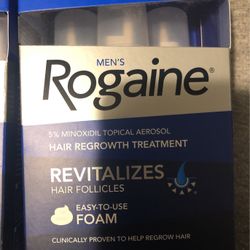 MEN'S
Rogaine®
5% MINOXIDIL TOPICAL AEROSOL
HAIR REGROWTH TREATMENT
REVITALIZES
HAIR FOLLICLES
EASY-TO-USE
FOAM
CLINICALLY PROVEN TO HELP REGROW HAIR